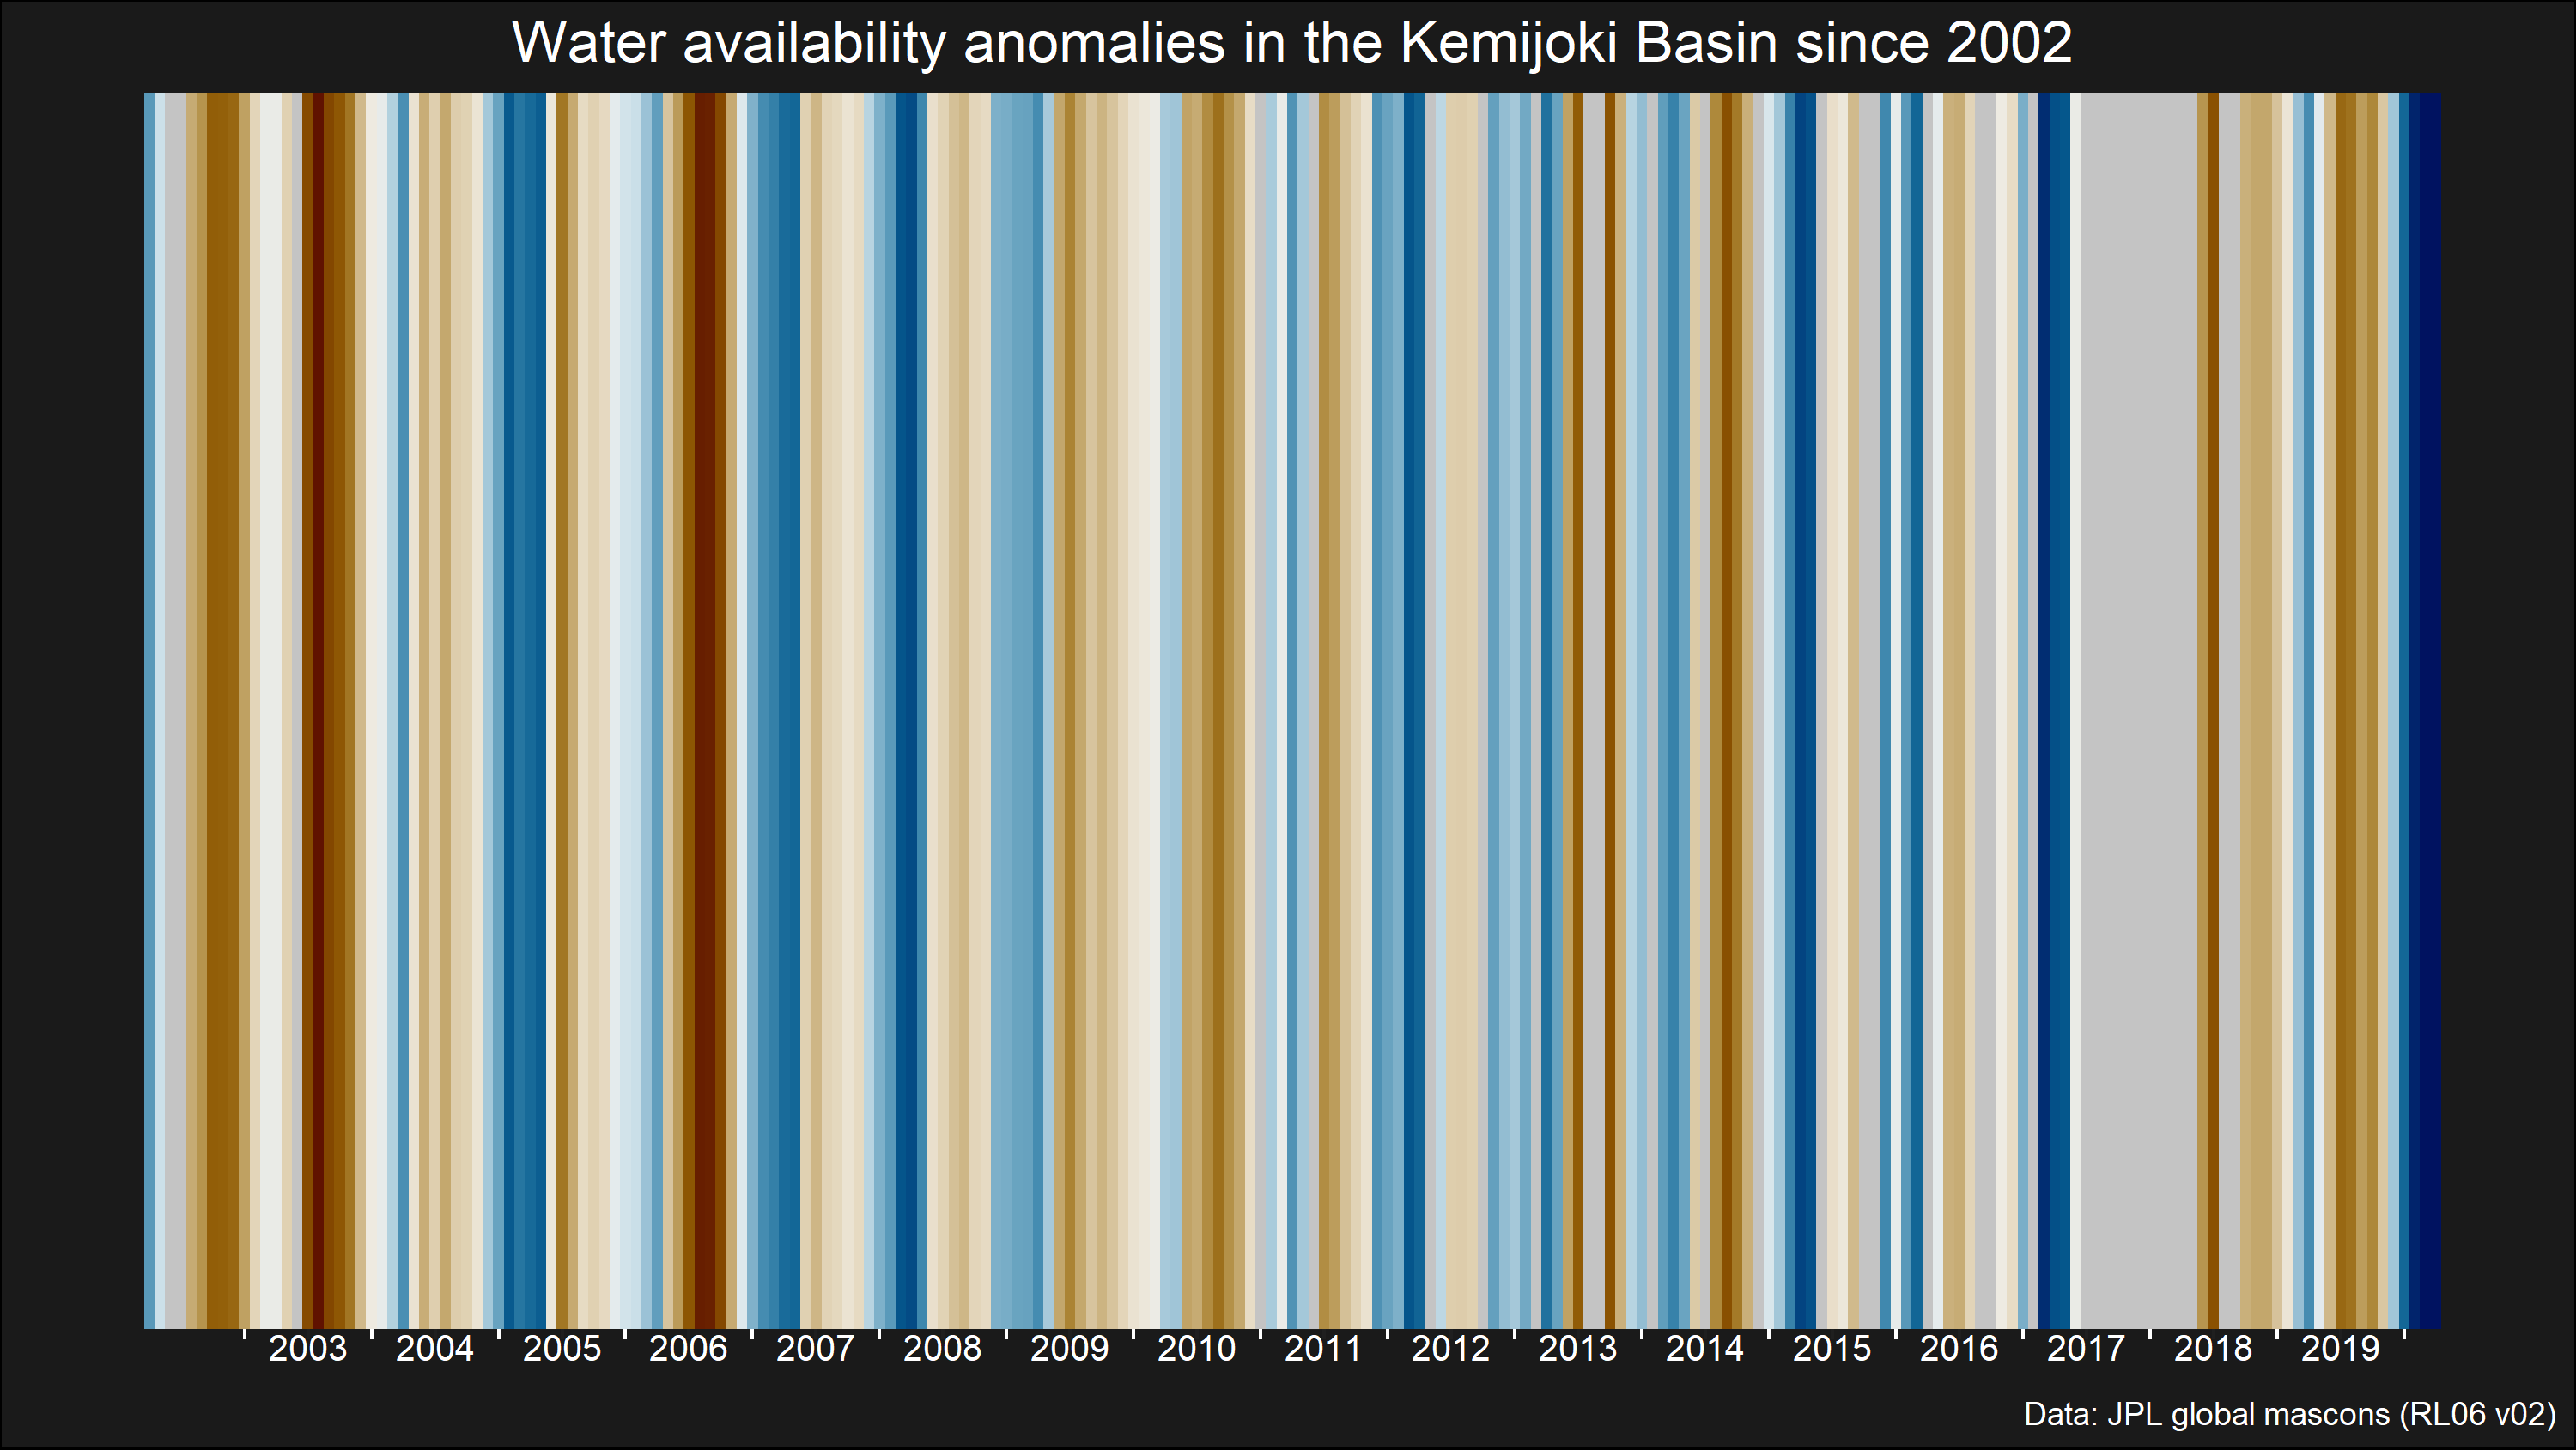 Water availability anomalies in the Kemijoki Basin since 2002
2003 2004 2005 2006 2007 2008 2009 2010 2011 2012 2013 2014 2015 2016 2017 2018 2019
Data: JPL global mascons (RL06 v02)